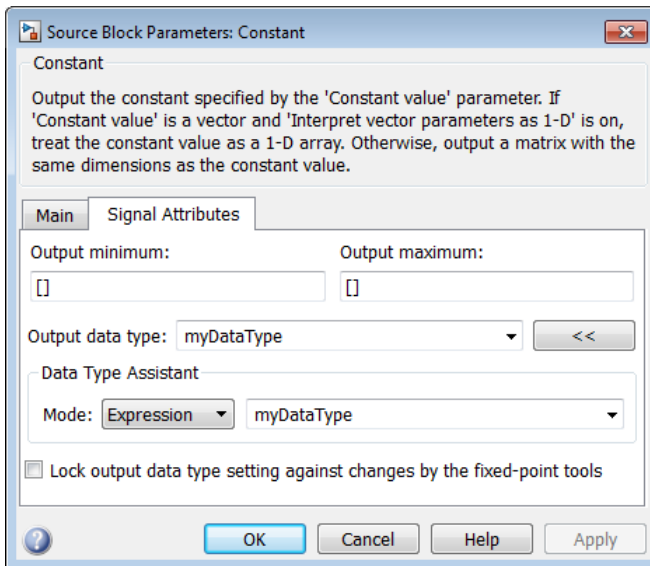 Source Block Parameters: Constant
Constant
Output the constant specified by the 'Constant value' parameter. If
'Constant value' is a vector and 'Interpret vector parameters as 1-D' is on,
treat the constant value as a 1-D array. Otherwise, output a matrix with the
same dimensions as the constant value.
Main Signal Attributes
Output minimum: Output maximum:
[] []
Output data type: myDataType <<
Data Type Assistant
Mode: Expression myDataType
Lock output data type setting against changes by the fixed-point tools
? OK Cancel Help Apply